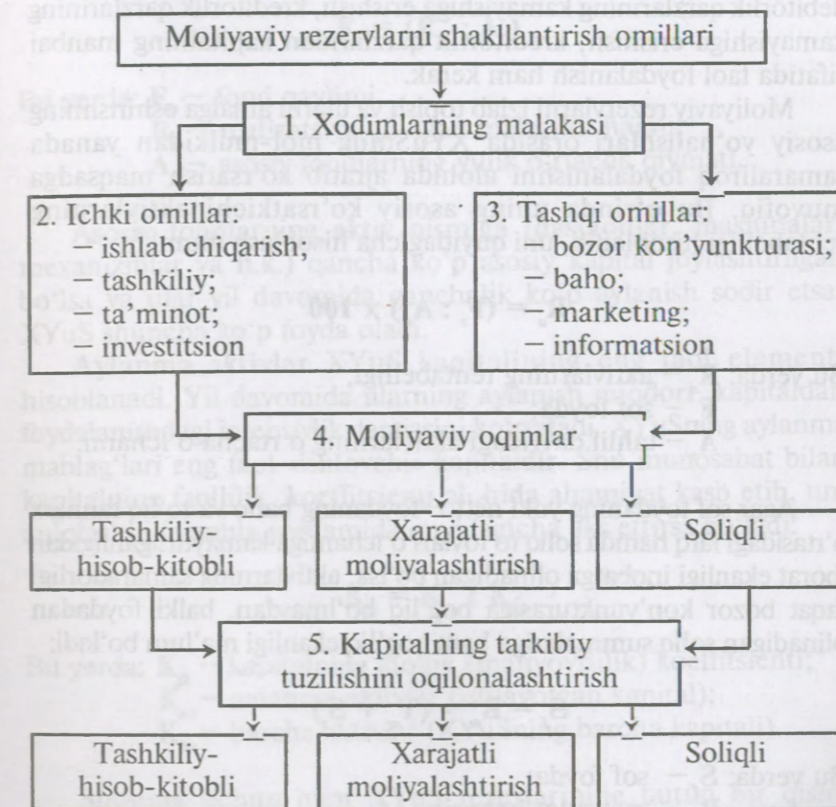 Moliyaviy rezervlarni shakllantirish omillari
1. Xodimlarning malakasi
2. Ichki omillar:
– ishlab chiqarish;
– tashkiliy;
– ta’minot;
– investitsion
3. Tashqi omillar:
– bozor kon’yunkturasi;
– baho;
– marketing;
– informatsion
4. Moliyaviy oqimlar
Tashkiliy-
hisob-kitobli
Xarajatli
moliyalashtirish
Soliqli
5. Kapitalning tarkibiy
tuzilishini oqilonalashtirish
Tashkiliy-
hisob-kitobli
Xarajatli
moliyalashtirish
Soliqli